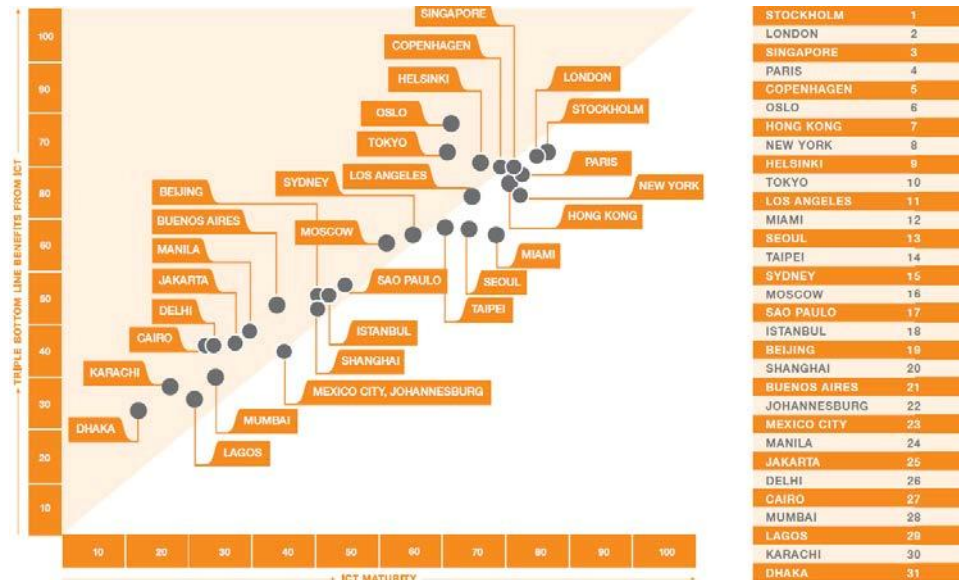 TRIPLE BOTTOM LINE BENEFITS FROM ICT
100
90
70
80
60
50
40
30
20
10
SINGAPORE
COPENHAGEN
HELSINKI
LONDON
OSLO
STOCKHOLM
TOKYO
LOS ANGELES
PARIS
BEIJING
SYDNEY
NEW YORK
BUENOS AIRES
HONG KONG
MOSCOW
MANILA
MIAMI
JAKARTA
SAO PAULO
SEOUL
DELHI
TAIPEI
CAIRO
ISTANBUL
SHANGHAI
KARACHI
MEXICO CITY, JOHANNESBURG
DHAKA
MUMBAI
LAGOS
10 20 30 40 50 60 70 80 90 100
ICT MATURITY
STOCKHOLM 1
LONDON 2
SINGAPORE 3
PARIS 4
COPENHAGEN 5
OSLO 6
HONG KONG 7
NEW YORK 8
HELSINKI 9
TOKYO 10
LOS ANGELES 11
MIAMI 12
SEOUL 13
TAIPEI 14
SYDNEY 15
MOSCOW 16
SAO PAULO 17
ISTANBUL 18
BEIJING 19
SHANGHAI 20
BUENOS AIRES 21
JOHANNESBURG 22
MEXICO CITY 23
MANILA 24
JAKARTA 25
DELHI 26
CAIRO 27
MUMBAI 28
LAGOS 29
KARACHI 30
DHAKA 31